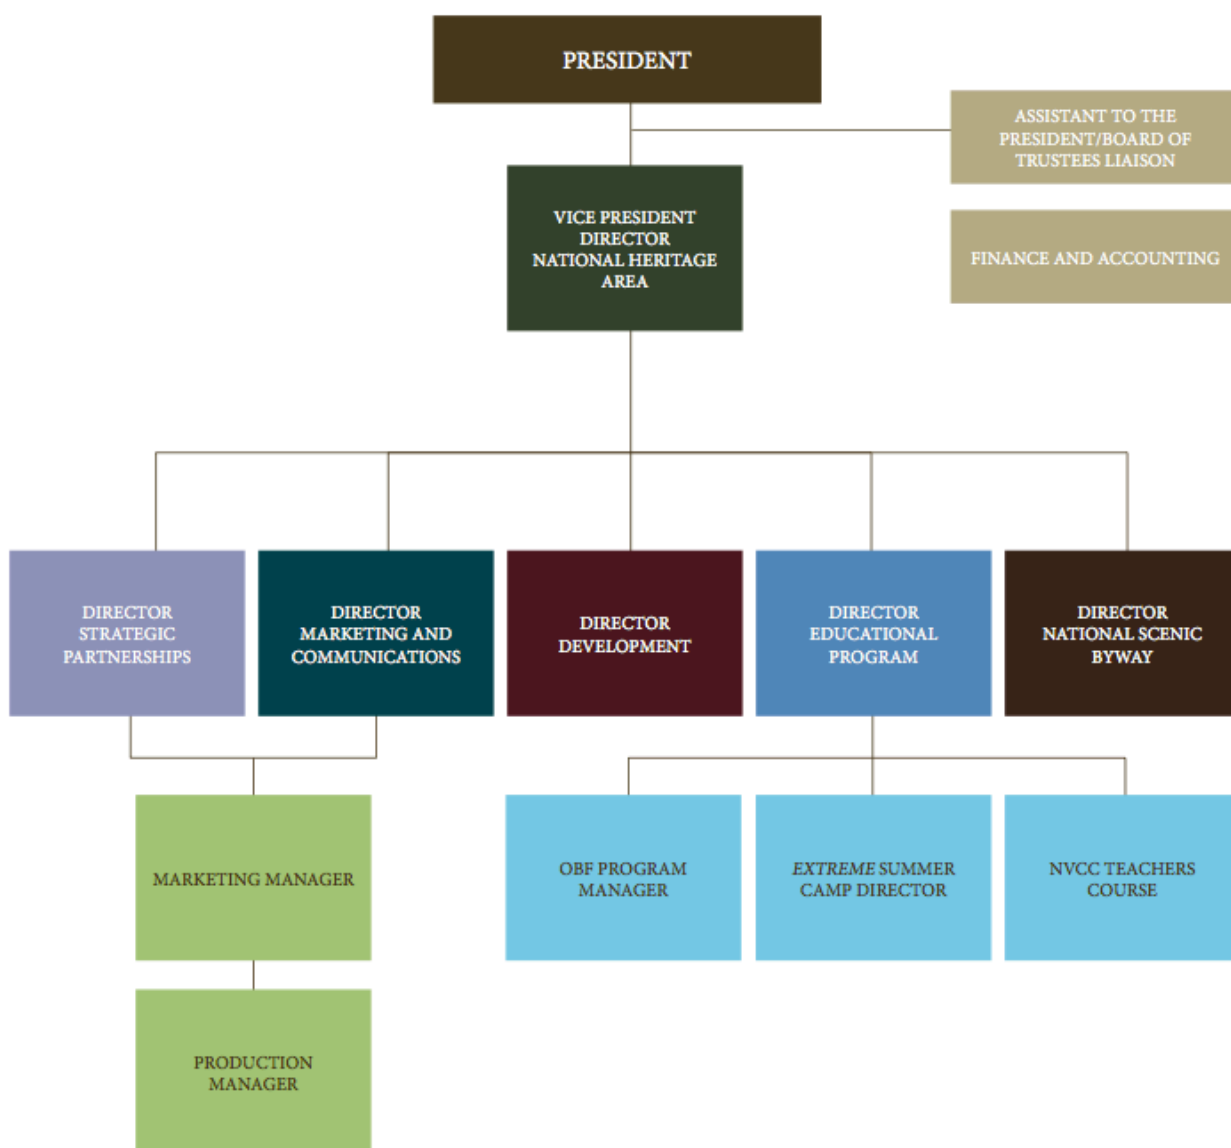 PRESIDENT
ASSISTANT TO THE
PRESIDENT/BOARD OF
TRUSTEES LIAISON
VICE PRESIDENT
DIRECTOR
NATIONAL HERITAGE
AREA
FINANCE AND ACCOUNTING
DIRECTOR
STRATEGIC
PARTNERSHIPS
DIRECTOR
MARKETING AND
COMMUNICATIONS
DIRECTOR
DEVELOPMENT
DIRECTOR
EDUCATIONAL
PROGRAM
DIRECTOR
NATIONAL SCENIC
BYWAY
MARKETING MANAGER
OBF PROGRAM
MANAGER
EXTREME SUMMER
CAMP DIRECTOR
NVCC TEACHERS
COURSE
PRODUCTION
MANAGER